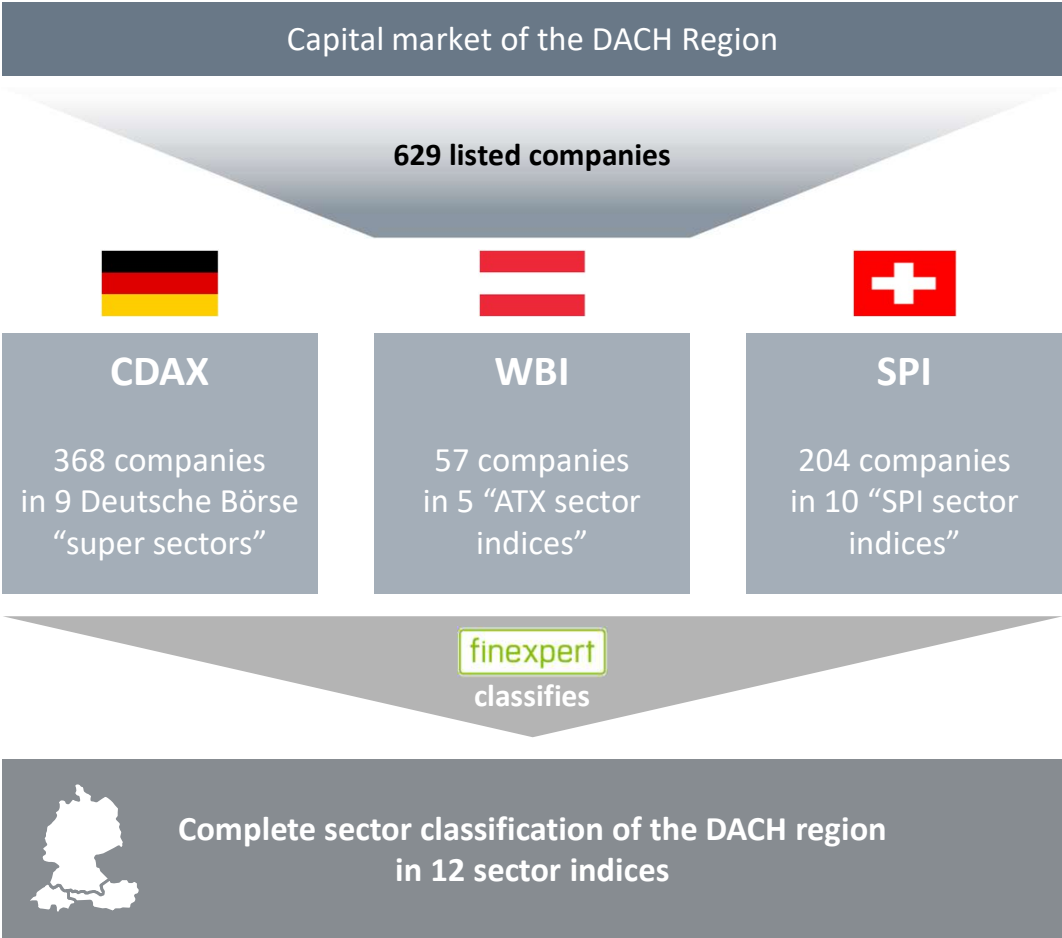 Capital market of the DACH Region
629 listed companies
CDAX
368 companies
in 9 Deutsche Börse
“super sectors”
WBI
57 companies
in 5 “ATX sector
indices”
SPI
204 companies
in 10 “SPI sector
indices”
finexpert
classifies
Complete sector classification of the DACH region
in 12 sector indices